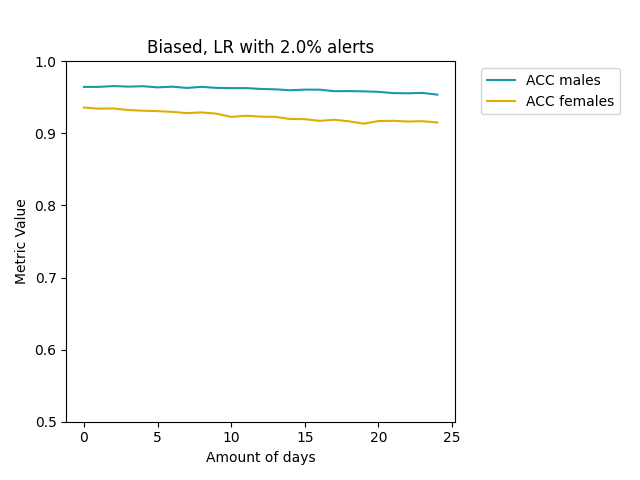 Biased, LR with 2.0% alerts
ACC males
ACC females
Metric Value
1.0
0.9
0.8
0.7
0.6
0.5
0 5 10 15 20 25
Amount of days